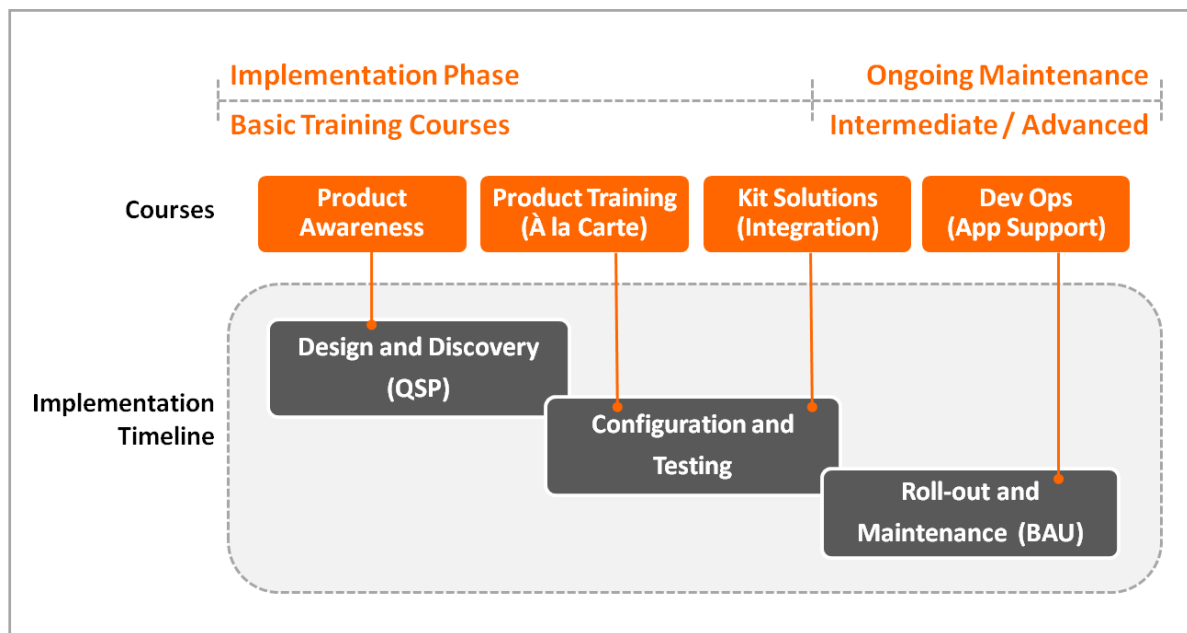 Implementation Phase
Ongoing Maintenance
Basic Training Courses
Intermediate / Advanced
Courses
Product
Awareness
Product Training
(À la Carte)
Kit Solutions
(Integration)
Dev Ops
(App Support)
Implementation
Timeline
Design and Discovery
(QSP)
Configuration and
Testing
Roll-out and
Maintenance (BAU)